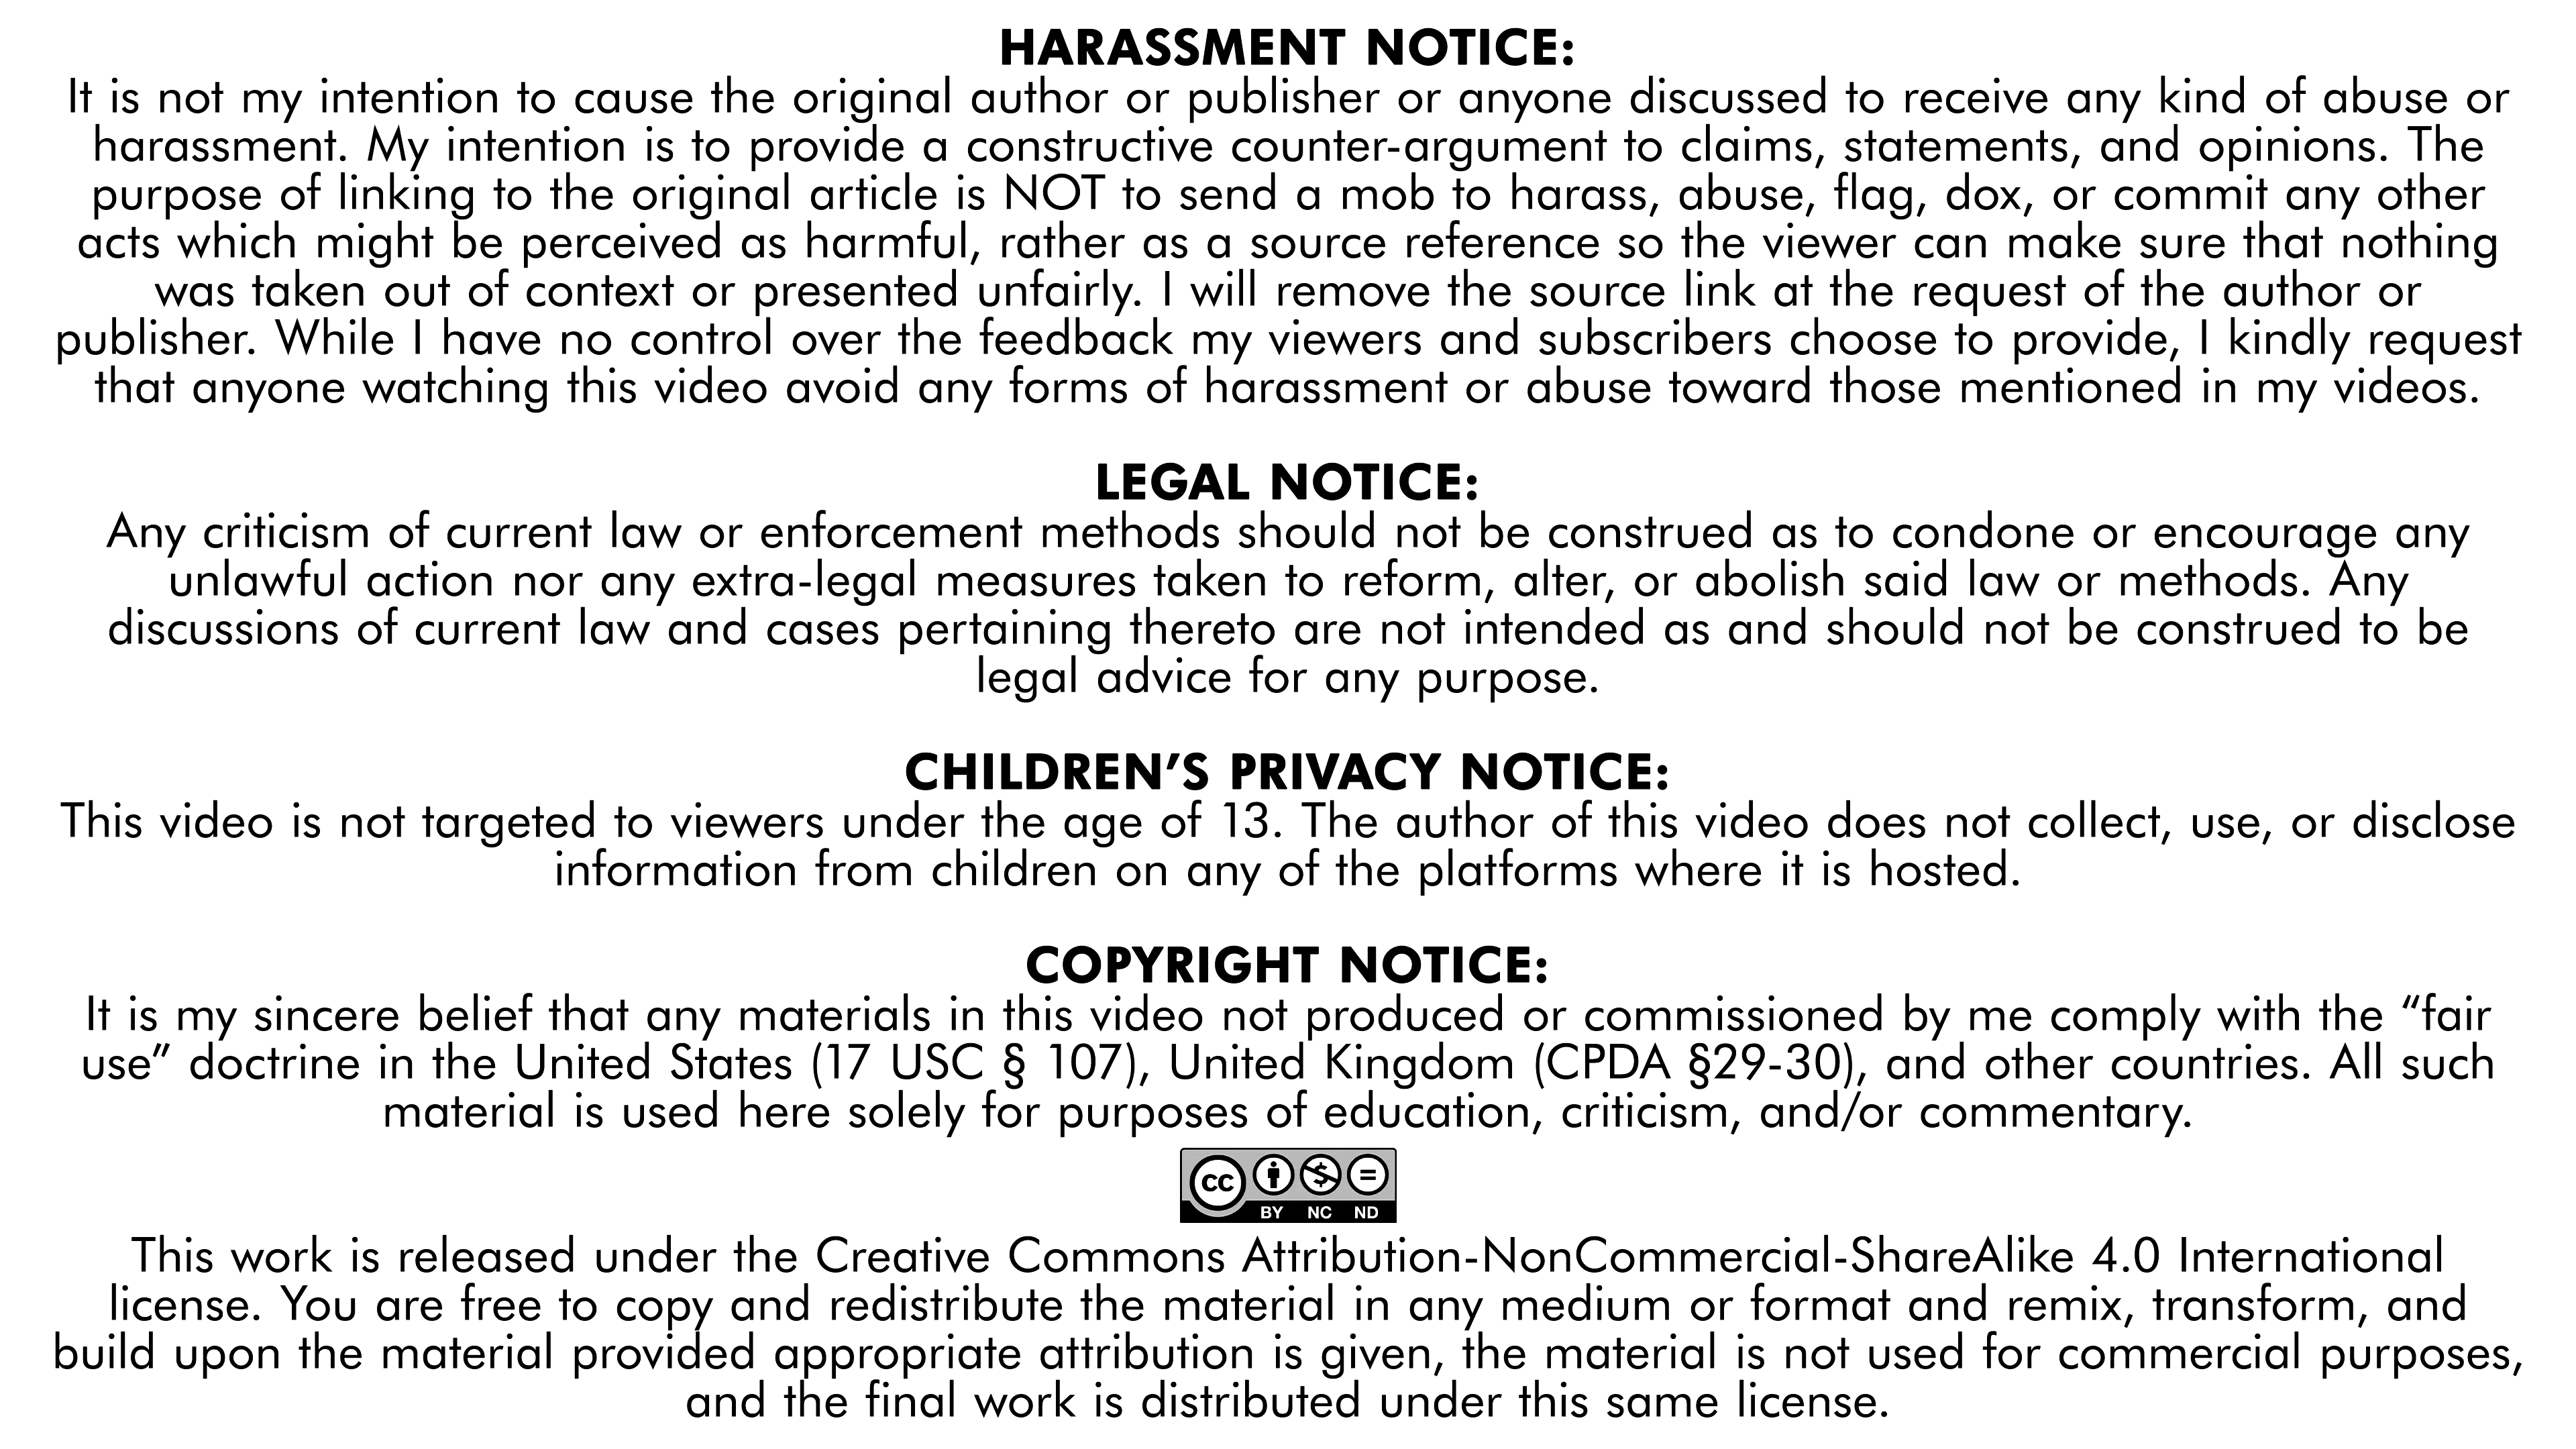 HARASSMENT NOTICE:
It is not my intention to cause the original author or publisher or anyone discussed to receive any kind of abuse or
harassment. My intention is to provide a constructive counter-argument to claims, statements, and opinions. The
purpose of linking to the original article is NOT to send a mob to harass, abuse, flag, dox, or commit any other
acts which might be perceived as harmful, rather as a source reference so the viewer can make sure that nothing
was taken out of context or presented unfairly. I will remove the source link at the request of the author or
publisher. While I have no control over the feedback my viewers and subscribers choose to provide, I kindly request
that anyone watching this video avoid any forms of harassment or abuse toward those mentioned in my videos.
LEGAL NOTICE:
Any criticism of current law or enforcement methods should not be construed as to condone or encourage any
unlawful action nor any extra-legal measures taken to reform, alter, or abolish said law or methods. Any
discussions of current law and cases pertaining thereto are not intended as and should not be construed to be
legal advice for any purpose.
CHILDREN’S PRIVACY NOTICE:
This video is not targeted to viewers under the age of 13. The author of this video does not collect, use, or disclose
information from children on any of the platforms where it is hosted.
COPYRIGHT NOTICE:
It is my sincere belief that any materials in this video not produced or commissioned by me comply with the “fair
use” doctrine in the United States (17 USC § 107), United Kingdom (CPDA §29-30), and other countries. All such
material is used here solely for purposes of education, criticism, and/or commentary.
cc
BY NC ND
This work is released under the Creative Commons Attribution-NonCommercial-ShareAlike 4.0 International
license. You are free to copy and redistribute the material in any medium or format and remix, transform, and
build upon the material provided appropriate attribution is given, the material is not used for commercial purposes,
and the final work is distributed under this same license.